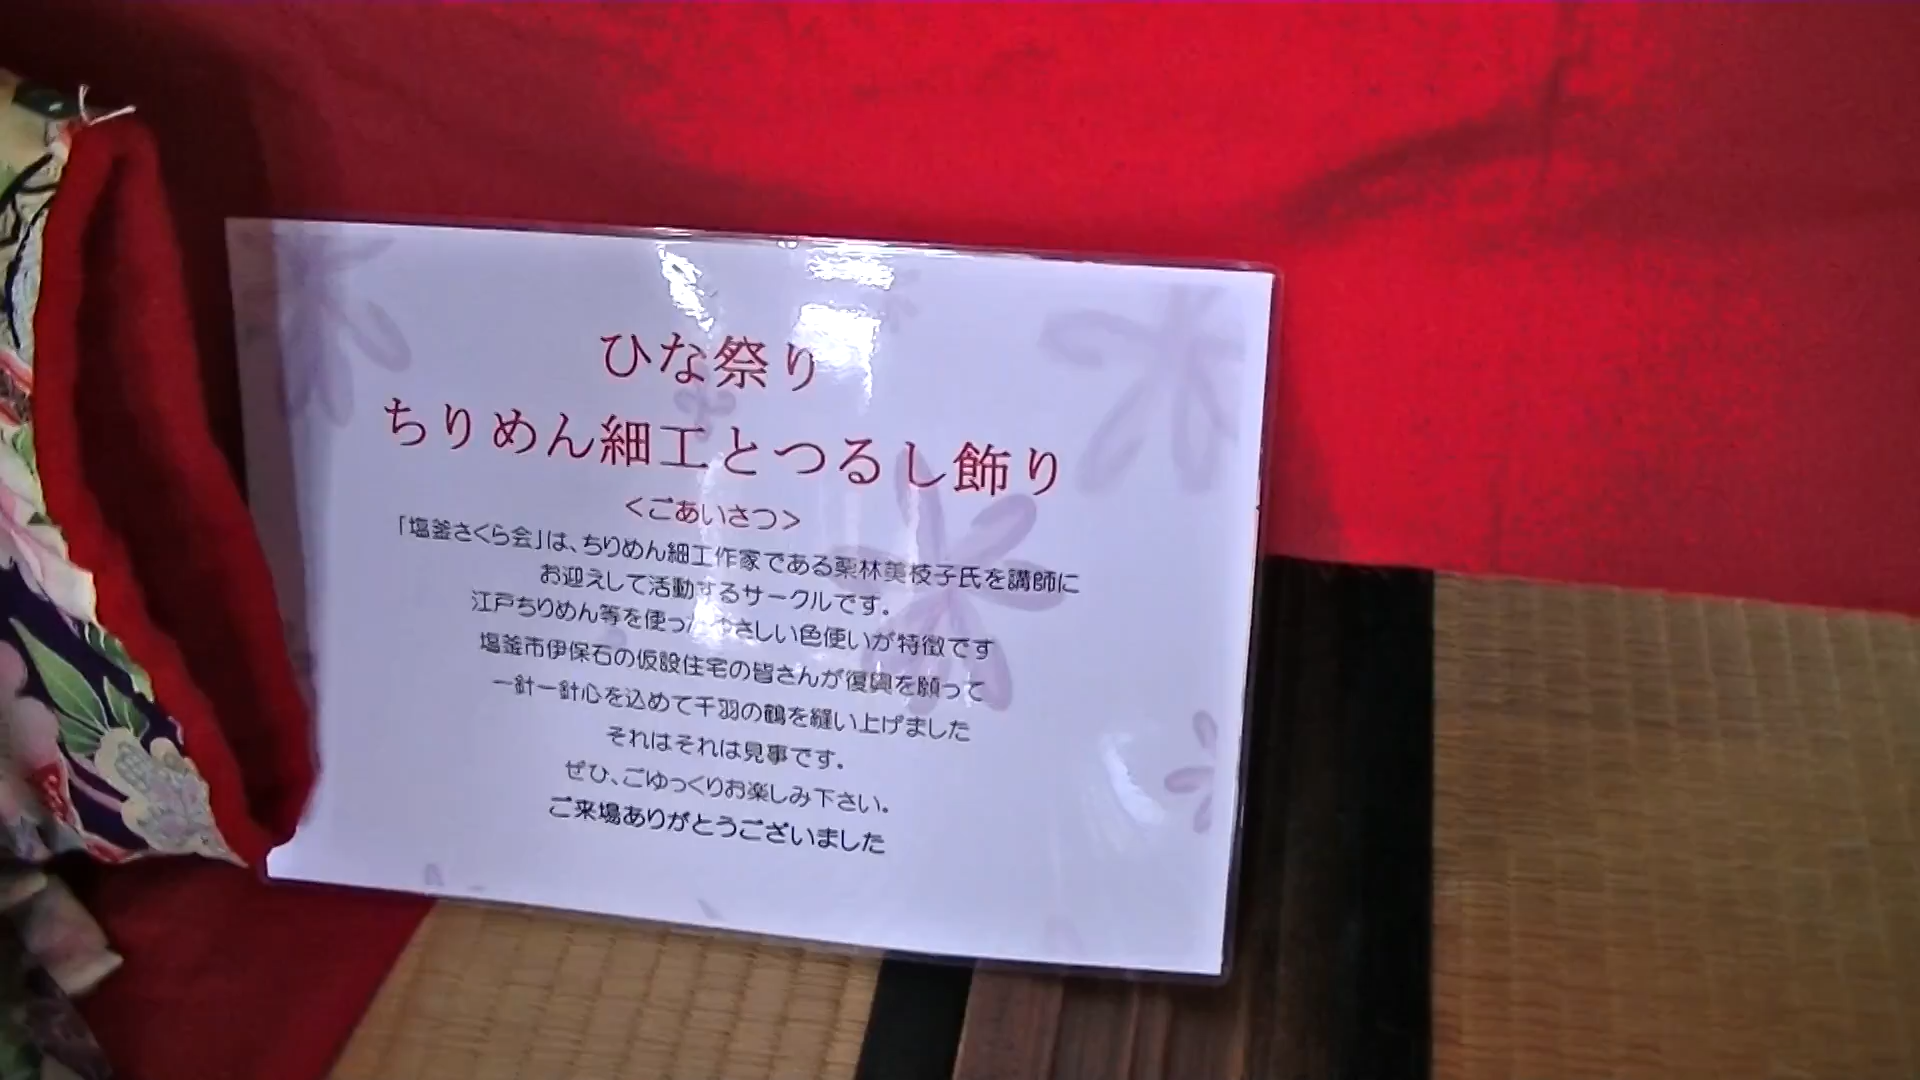 ひな祭り
ちりめん細工とつるし飾り
＜ごあいさつ＞
「塩釜さくら会」は、ちりめん細工作家である栗林美枝子氏を講師に
お迎えして活動するサークルです。
江戸ちりめん等を使った やさしい色使いが特徴です
塩釜市伊保石の仮設住宅の皆さんが復興を願って
一針一針心を込めて千羽の鶴を縫い上げました
それはそれは見事です。
ぜひ、ごゆっくりお楽しみ下さい。
ご来場ありがとうございました